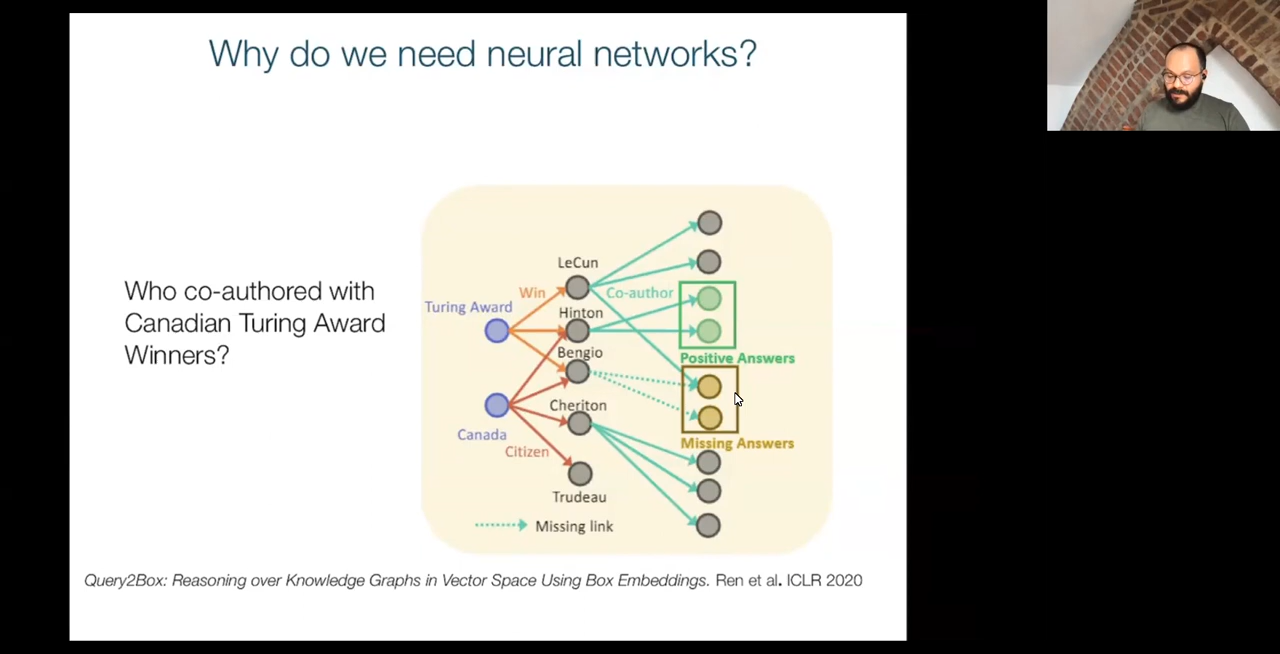 Why do we need neural networks?
Who co-authored with
Canadian Turing Award
Winners?
LeCun
Win
Co-author
Turing Award
Hinton
Bengio
Positive Answers
Cheriton
Canada
Missing Answers
Citizen
Trudeau
Missing link
Query2Box: Reasoning over Knowledge Graphs in Vector Space Using Box Embeddings. Ren et al. ICLR 2020